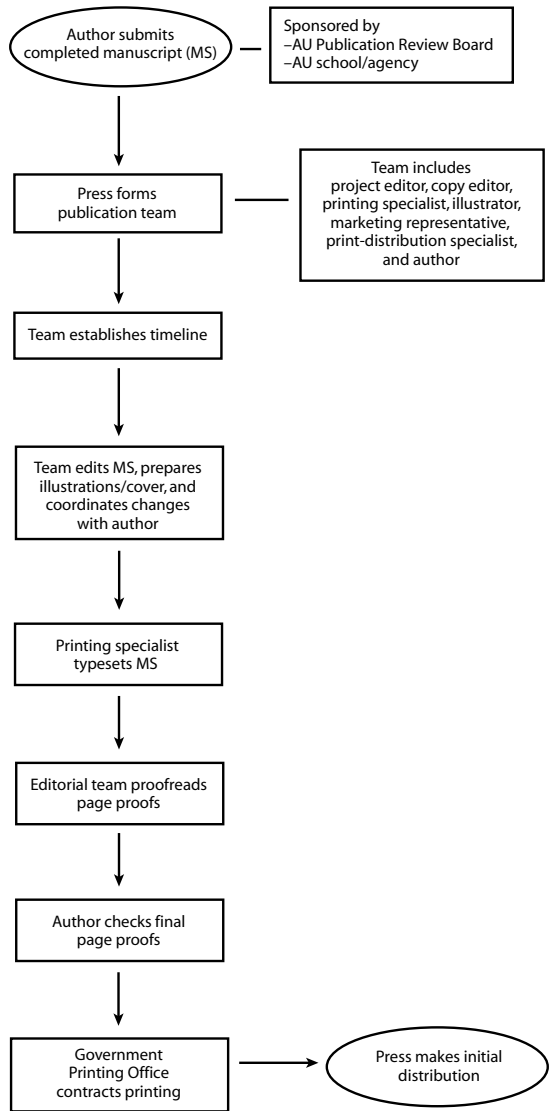 Author submits
completed manuscript (MS)
Sponsored by
–AU Publication Review Board
–AU school/agency
Press forms
publication team
Team includes
project editor, copy editor,
printing specialist, illustrator,
marketing representative,
print-distribution specialist,
and author
Team establishes timeline
Team edits MS, prepares
illustrations/cover, and
coordinates changes
with author
Printing specialist
typesets MS
Editorial team proofreads
page proofs
Author checks final
page proofs
Government
Printing Office
contracts printing
Press makes initial
distribution